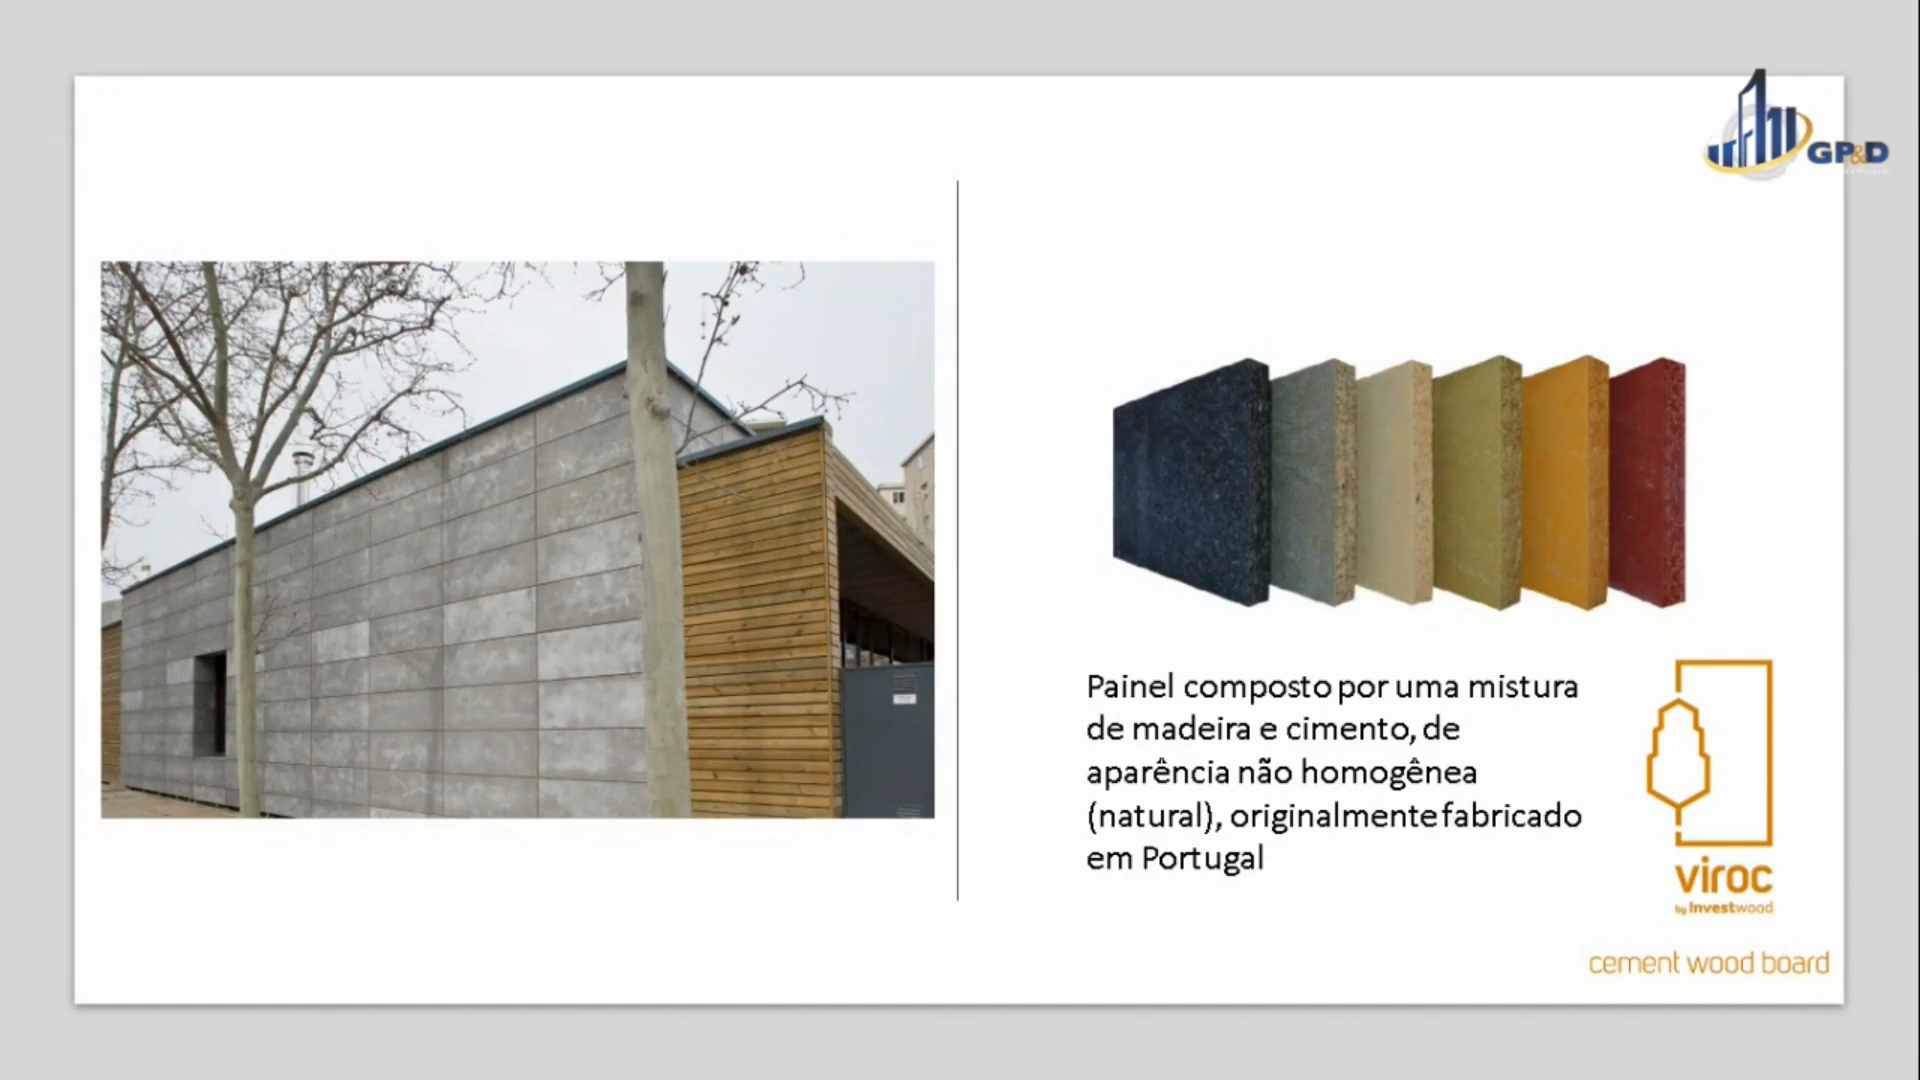 GP&D
Painel composto por uma mistura
de madeira e cimento, de
aparência não homogênea
(natural), originalmente fabricado
em Portugal
viroc
by Investwood
cement wood board